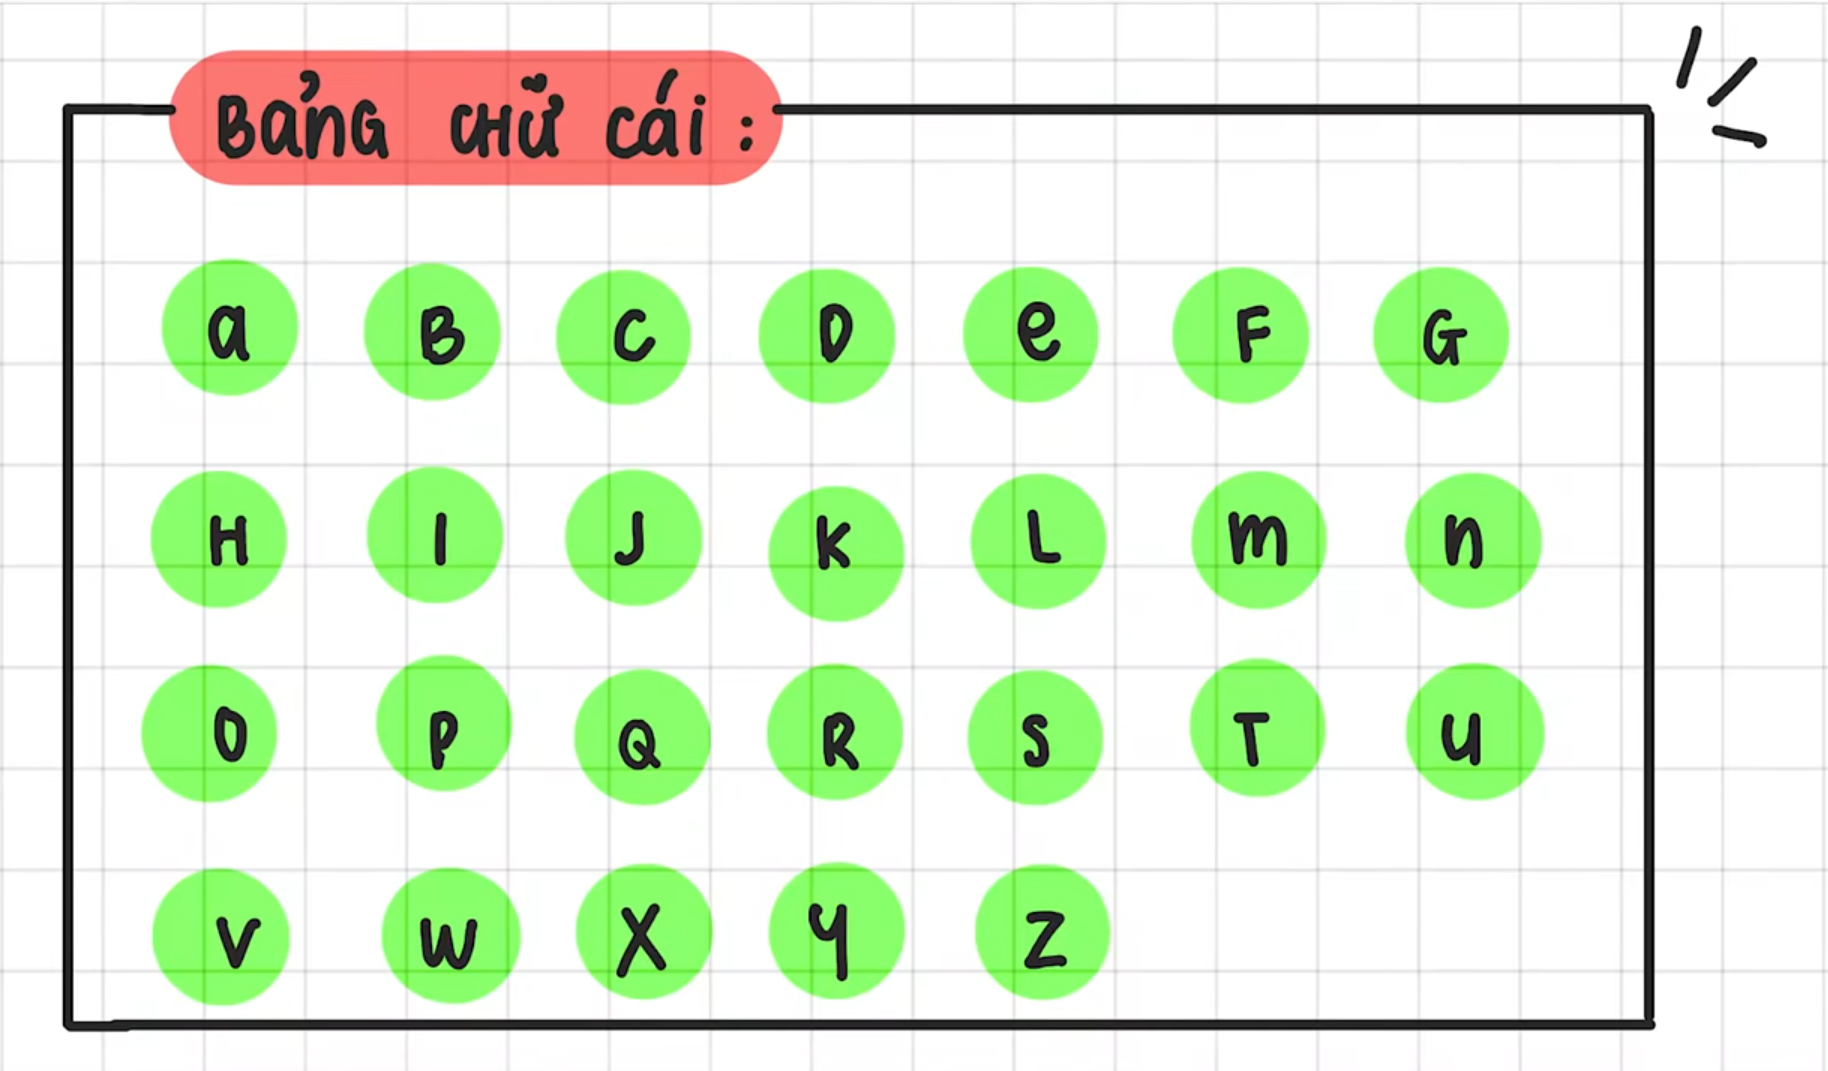 Bảng chữ cái :
a B C D e F G
H I J K L m n
O P Q R S T U
V W X Y Z